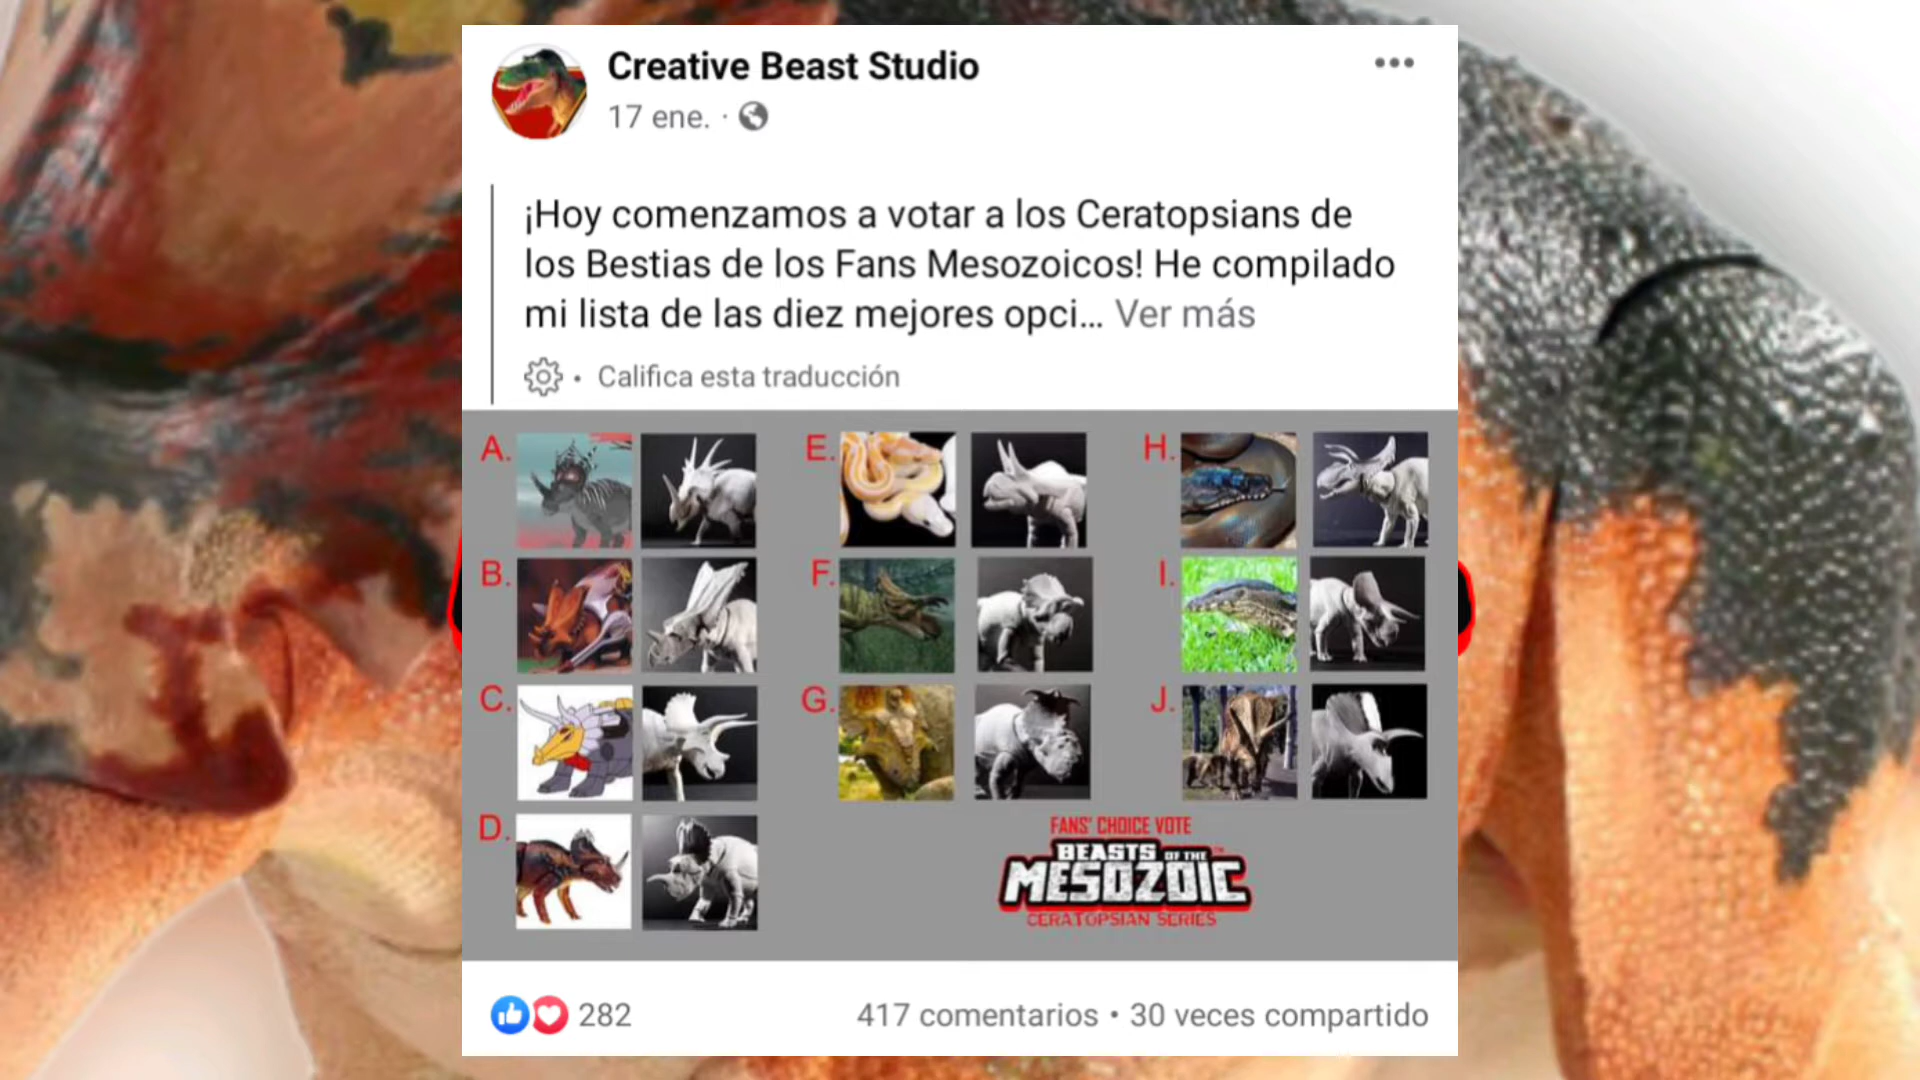 Creative Beast Studio
17 ene. ·
¡Hoy comenzamos a votar a los Ceratopsians de
los Bestias de los Fans Mesozoicos! He compilado
mi lista de las diez mejores opci... Ver más
· Califica esta traducción
A.
E.
H.
B.
F.
I.
C.
G.
J.
D.
FANS' CHOICE VOTE
BEASTS OF THE
MESOZOIC™
CERATOPSIAN SERIES
282
417 comentarios • 30 veces compartido